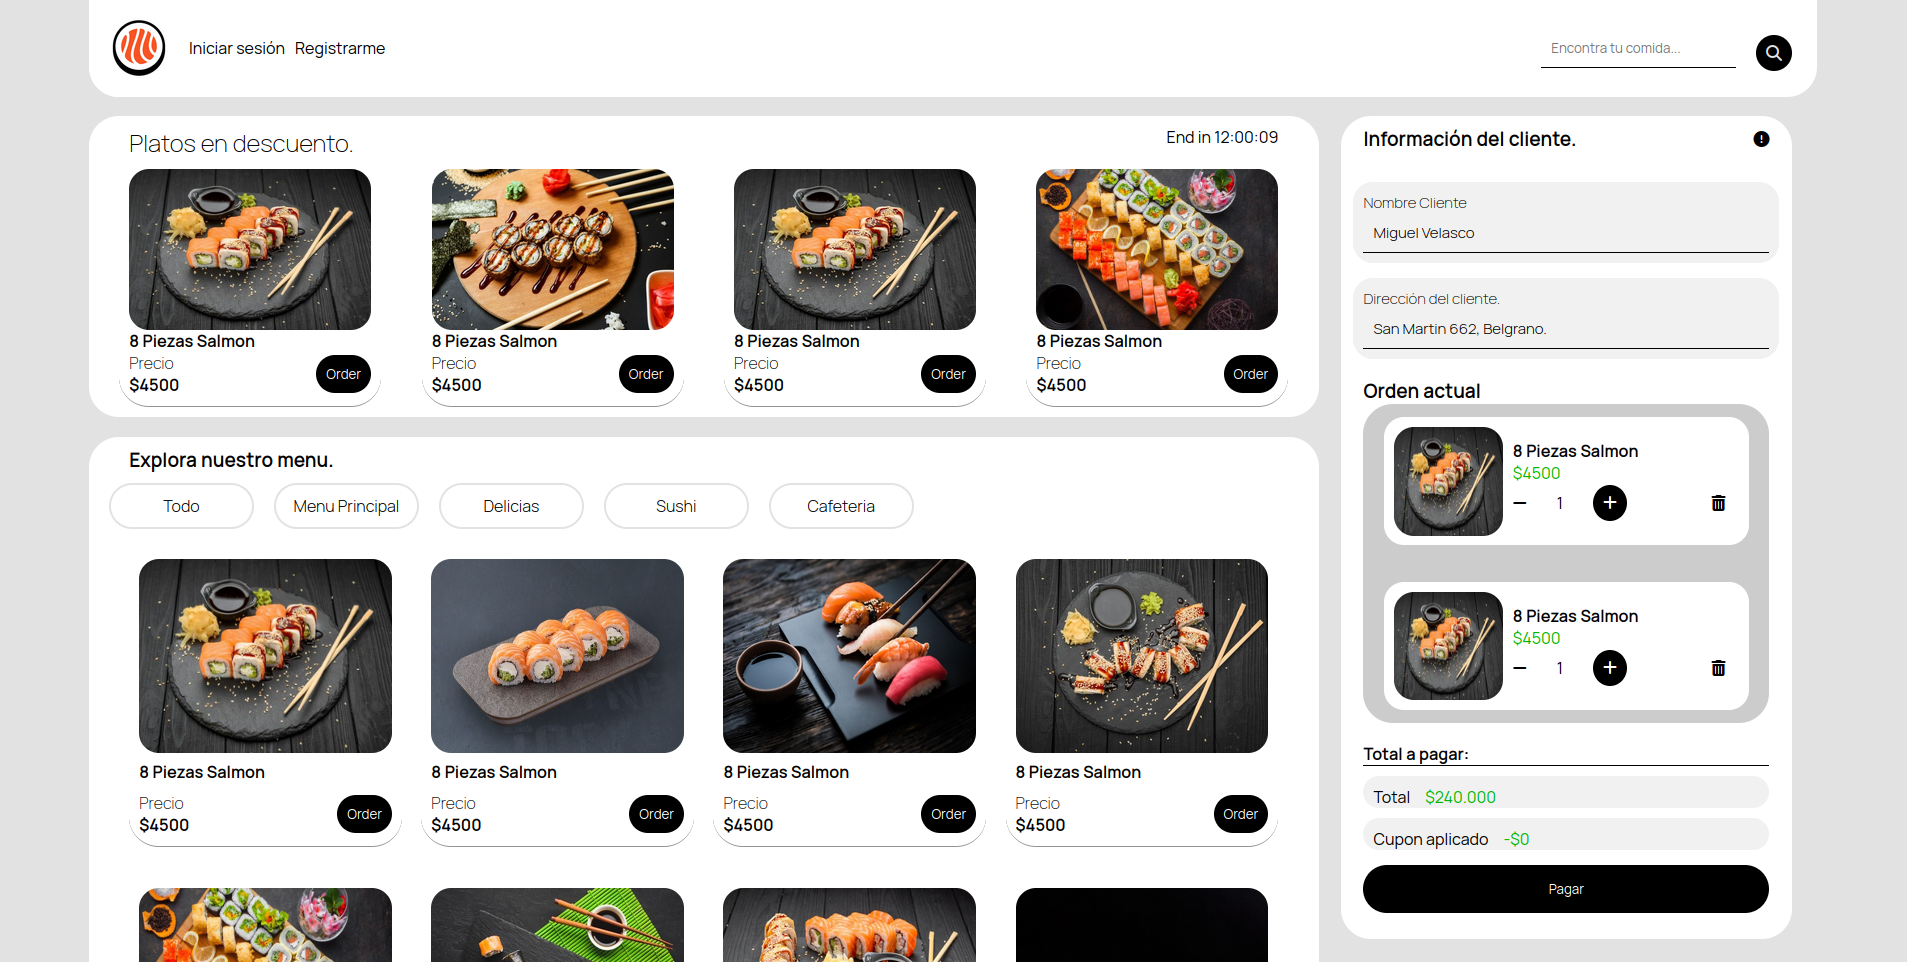 Iniciar sesión Registrarme
Encontra tu comida...
Platos en descuento.
End in 12:00:09
8 Piezas Salmon
Precio
$4500
Order
8 Piezas Salmon
Precio
$4500
Order
8 Piezas Salmon
Precio
$4500
Order
8 Piezas Salmon
Precio
$4500
Order
Explora nuestro menu.
Todo
Menu Principal
Delicias
Sushi
Cafeteria
8 Piezas Salmon
Precio
$4500
Order
8 Piezas Salmon
Precio
$4500
Order
8 Piezas Salmon
Precio
$4500
Order
8 Piezas Salmon
Precio
$4500
Order
Información del cliente.
Nombre Cliente
Miguel Velasco
Dirección del cliente.
San Martin 662, Belgrano.
Orden actual
8 Piezas Salmon
$4500
1
8 Piezas Salmon
$4500
1
Total a pagar:
Total $240.000
Cupon aplicado -$0
Pagar